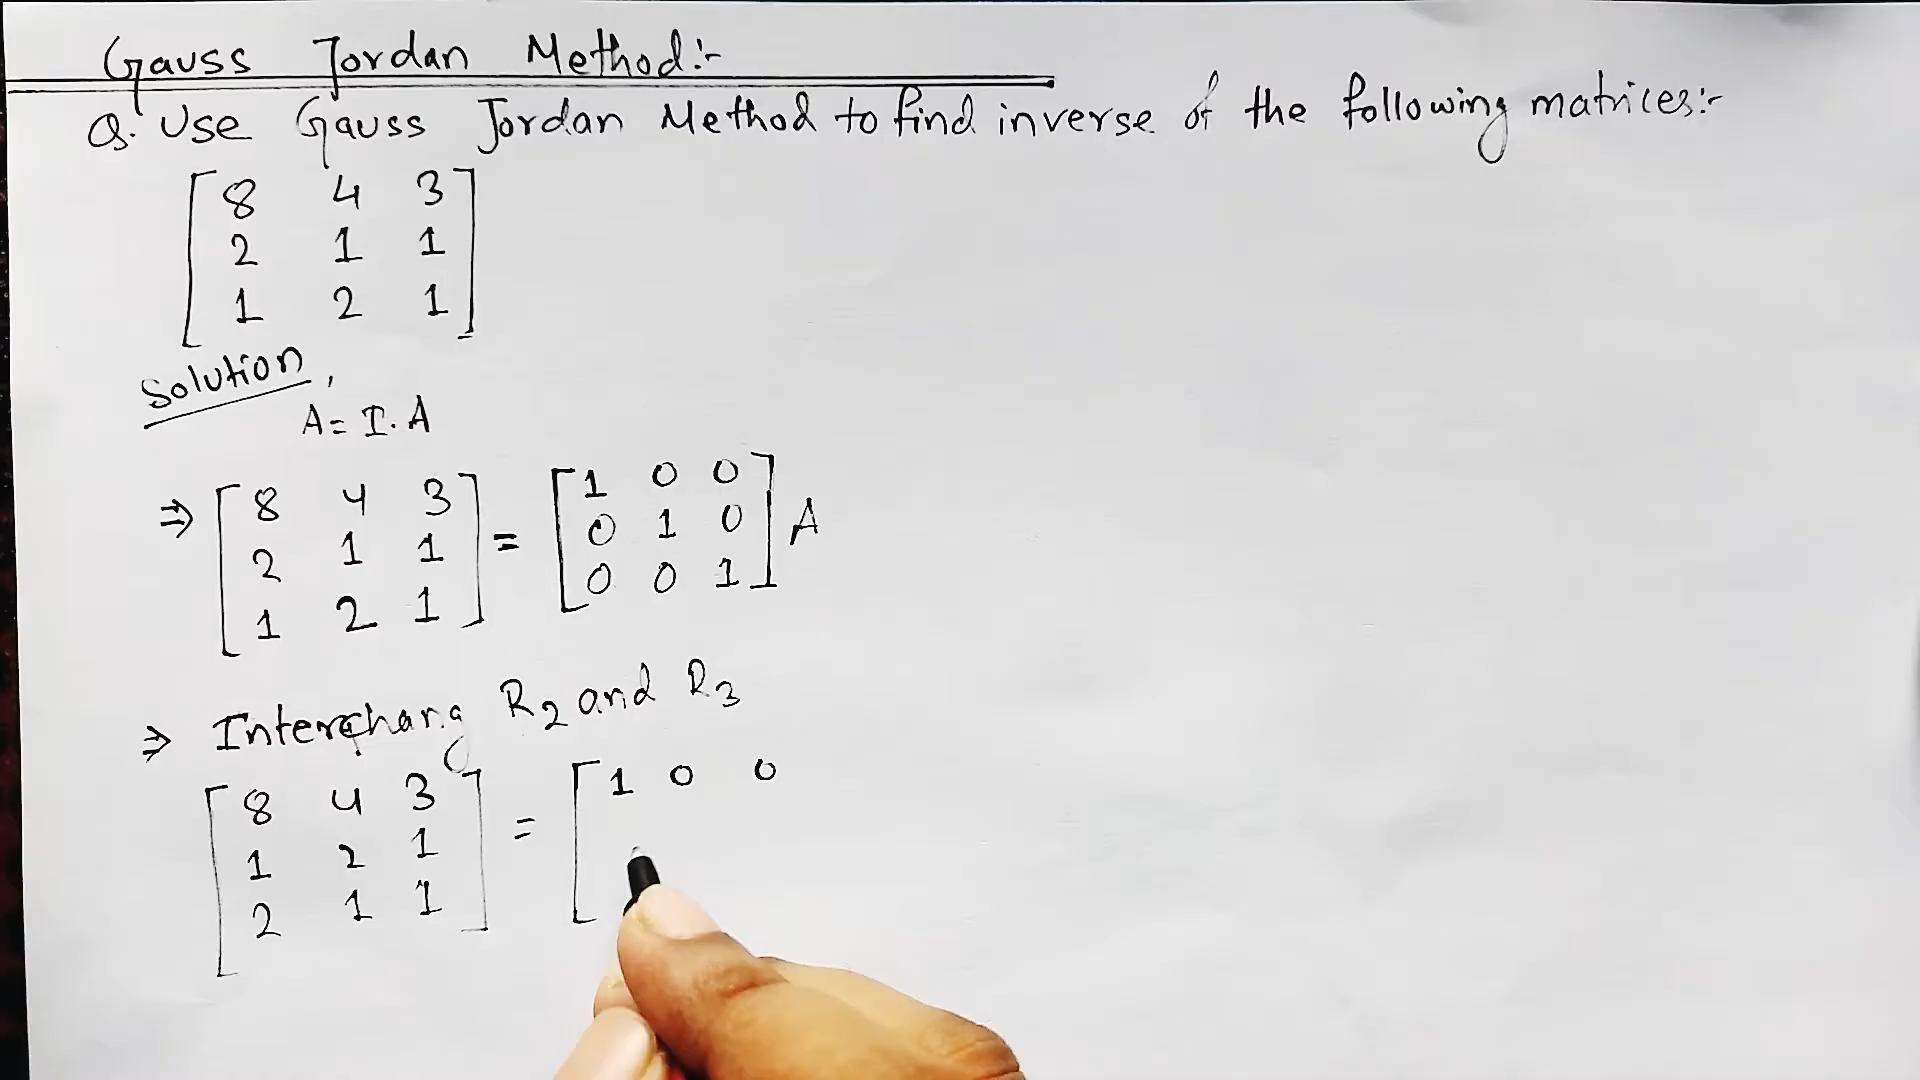 Gauss Jordan Method:-
Q. Use Gauss Jordan Method to find inverse of the following matrices:-
8 4 3
2 1 1
1 2 1
Solution,
A = I. A
⇒ [8 4 3] = [1 0 0] A
[2 1 1] [0 1 0]
[1 2 1] [0 0 1]
⇒ Interchang R2 and R3
[8 4 3] = [1 0 0
[1 2 1]
[2 1 1]